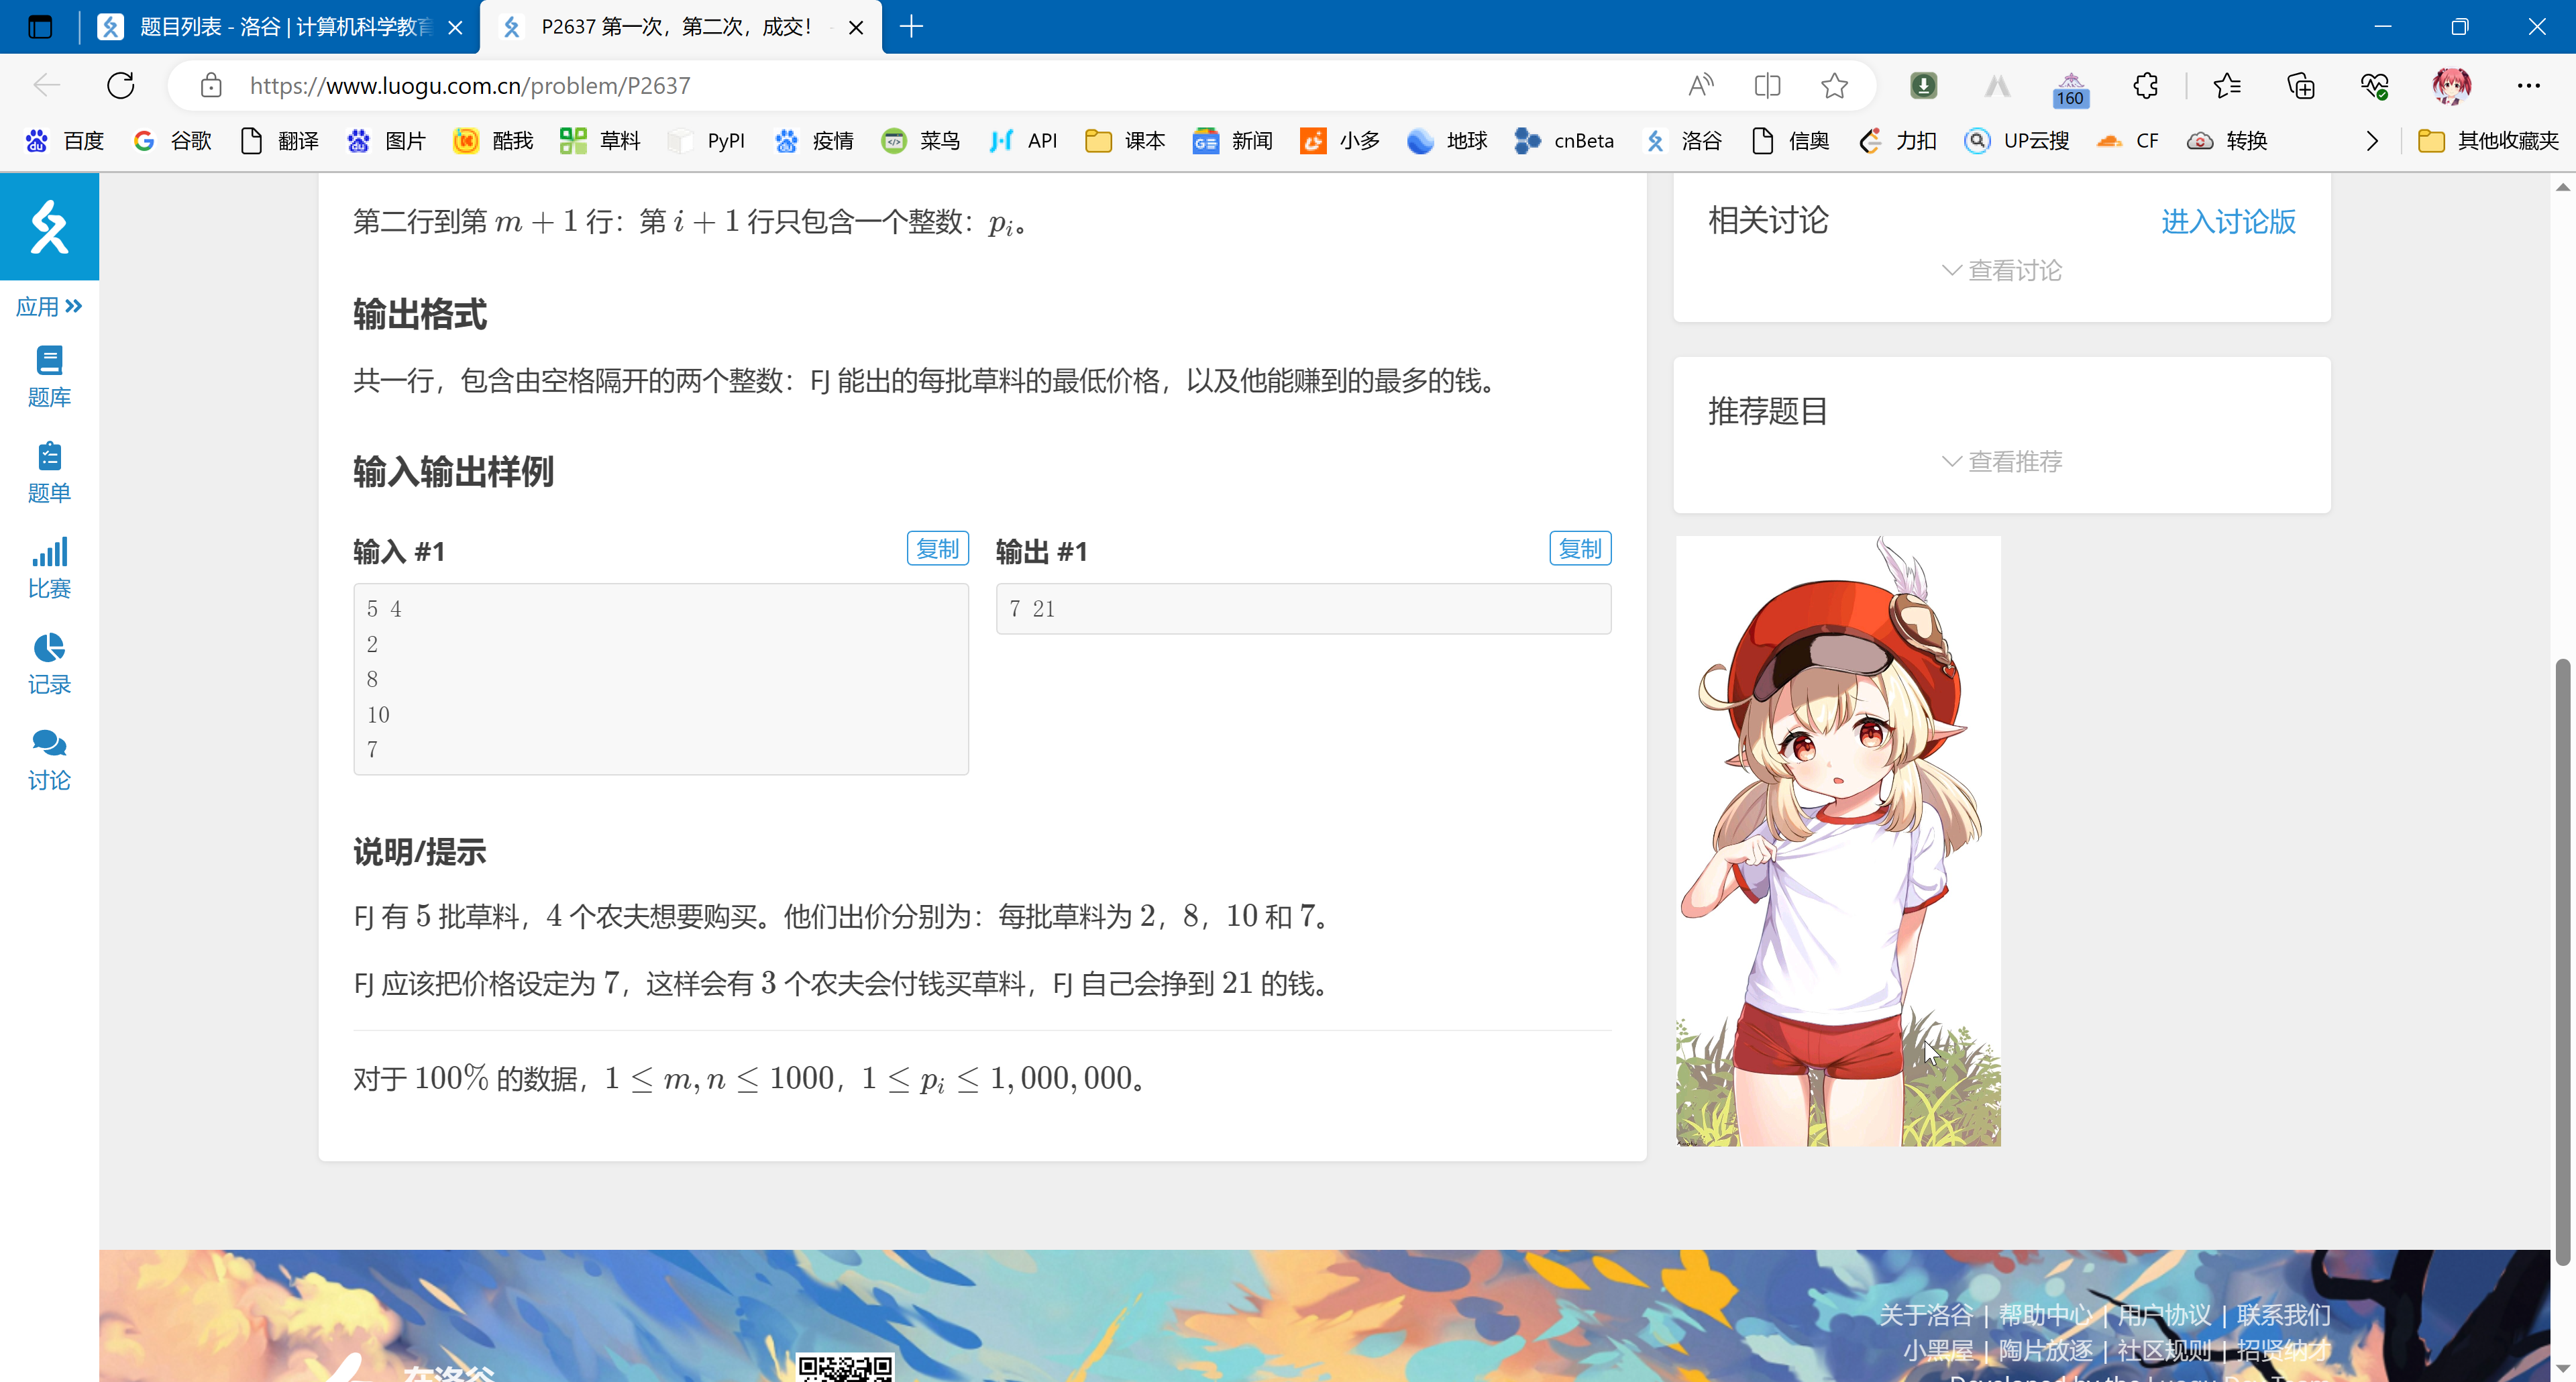 题目列表 - 洛谷 | 计算机科学教育
P2637 第一次，第二次，成交！
https://www.luogu.com.cn/problem/P2637
160
百度
谷歌
翻译
图片
酷我
草料
PyPI
疫情
菜鸟
API
课本
新闻
小多
地球
cnBeta
洛谷
信奥
力扣
UP云搜
CF
转换
其他收藏夹
应用
题库
题单
比赛
记录
讨论
第二行到第 m + 1 行：第 i + 1 行只包含一个整数：p_i。
输出格式
共一行，包含由空格隔开的两个整数：FJ 能出的每批草料的最低价格，以及他能赚到的最多的钱。
输入输出样例
输入 #1
复制
5 4
2
8
10
7
输出 #1
复制
7 21
说明/提示
FJ 有 5 批草料，4 个农夫想要购买。他们出价分别为：每批草料为 2，8，10 和 7。
FJ 应该把价格设定为 7，这样会有 3 个农夫会付钱买草料，FJ 自己会挣到 21 的钱。
对于 100% 的数据，1 ≤ m, n ≤ 1000，1 ≤ p_i ≤ 1,000,000。
相关讨论
进入讨论版
查看讨论
推荐题目
查看推荐
在洛谷
关于洛谷 | 帮助中心 | 用户协议 | 联系我们
小黑屋 | 陶片放逐 | 社区规则 | 招贤纳才